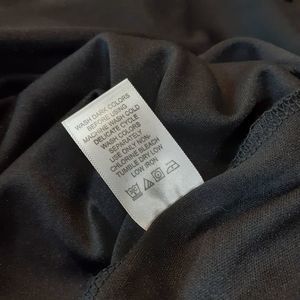 WASH DARK COLORS
BEFORE USING
MACHINE WASH COLD
DELICATE CYCLE
WASH COLORS
SEPARATELY
USE ONLY NON-
CHLORINE BLEACH
TUMBLE DRY LOW
LOW IRON